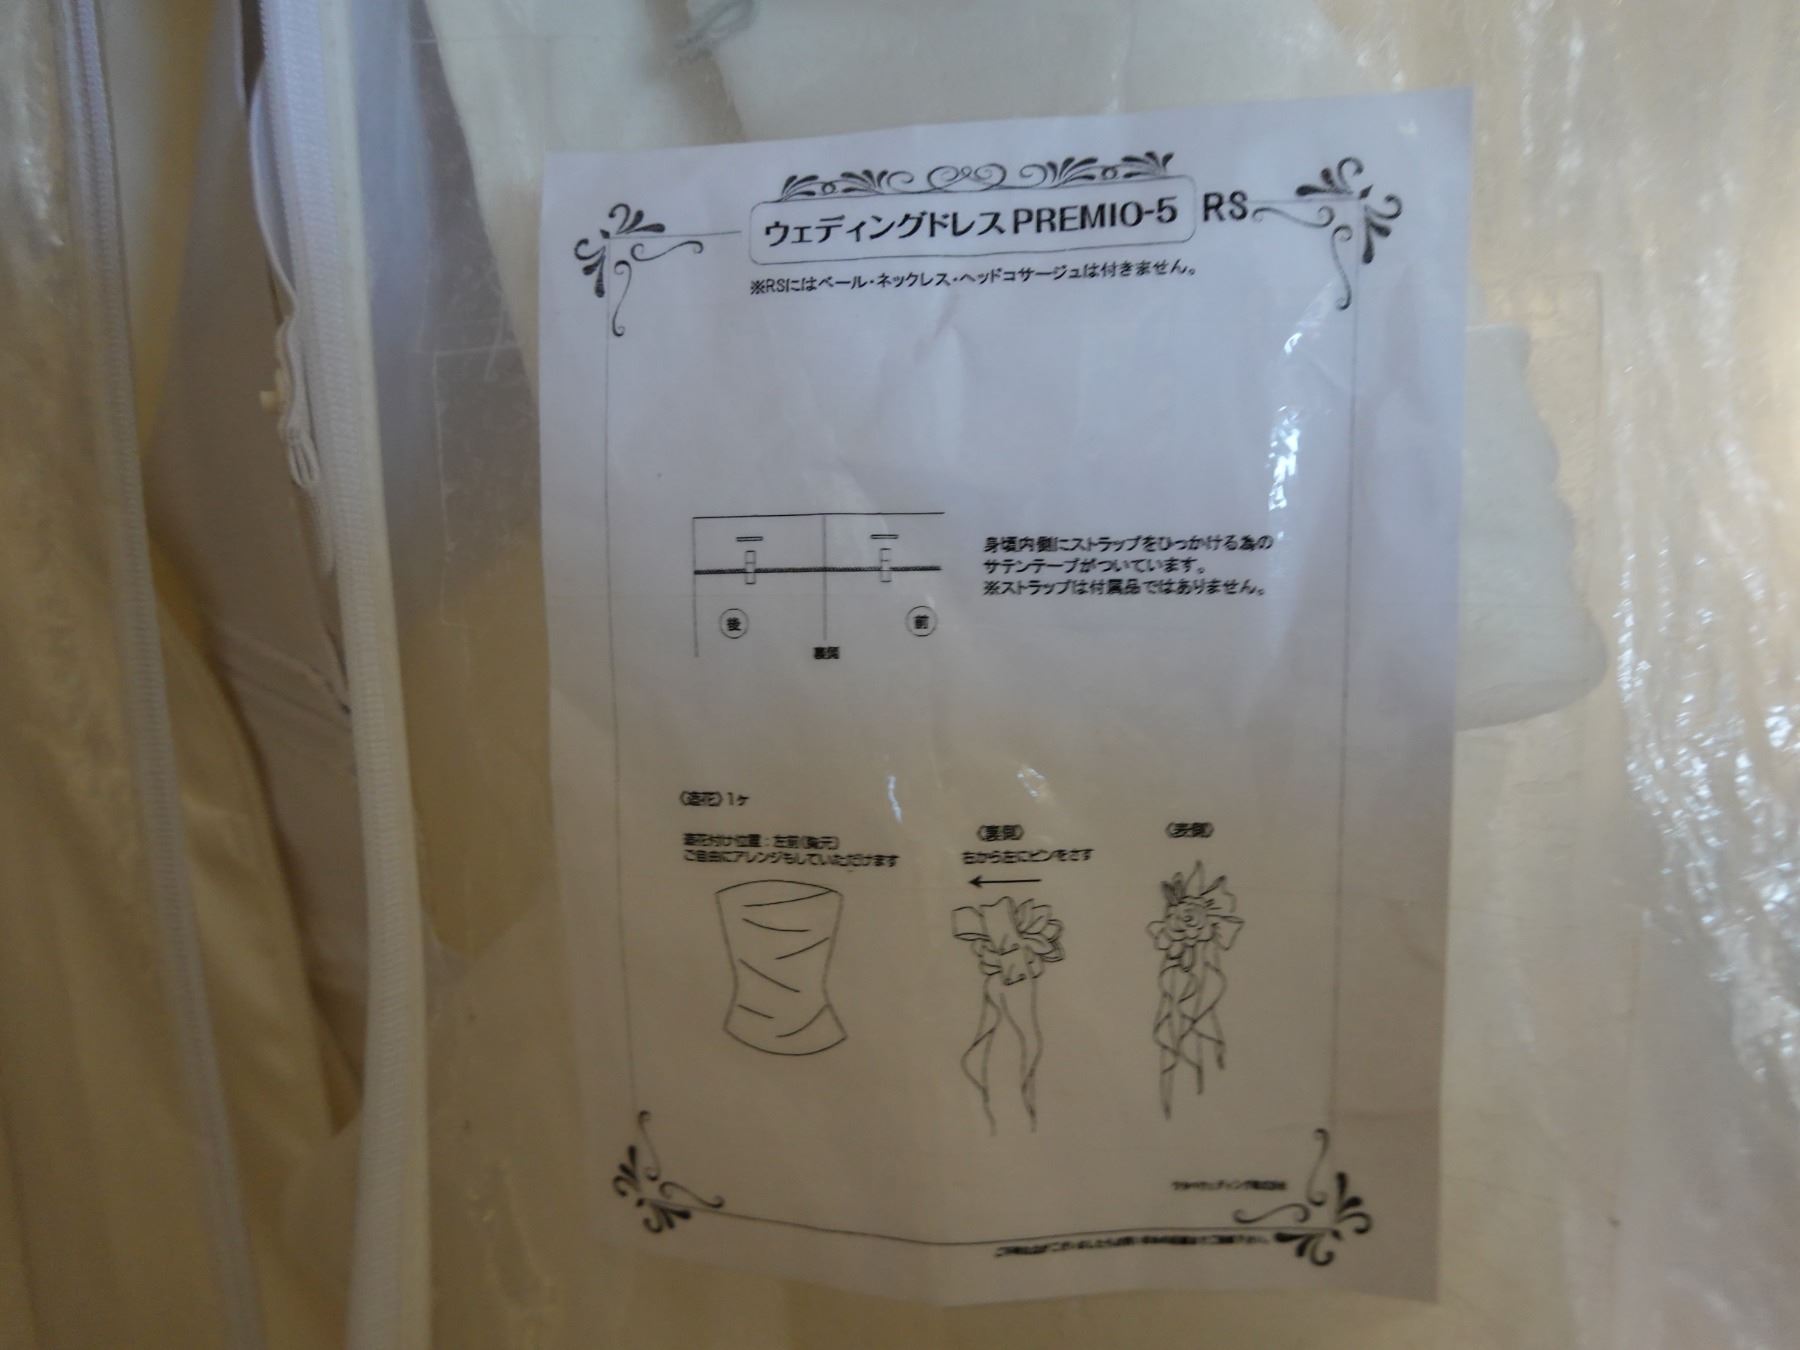 ウェディングドレス PREMIO-5 RS
※RSにはベール・ネックレス・ヘッドコサージュは付きません。
身頃内側にストラップをひっかける為の
サテンテープがついています。
※ストラップは付属品ではありません。
後
前
裏側
《造花》1ケ
造花付け位置：左前(胸元)
ご自由にアレンジもしていただけます
《裏側》
右から左にピンをさす
《表側》